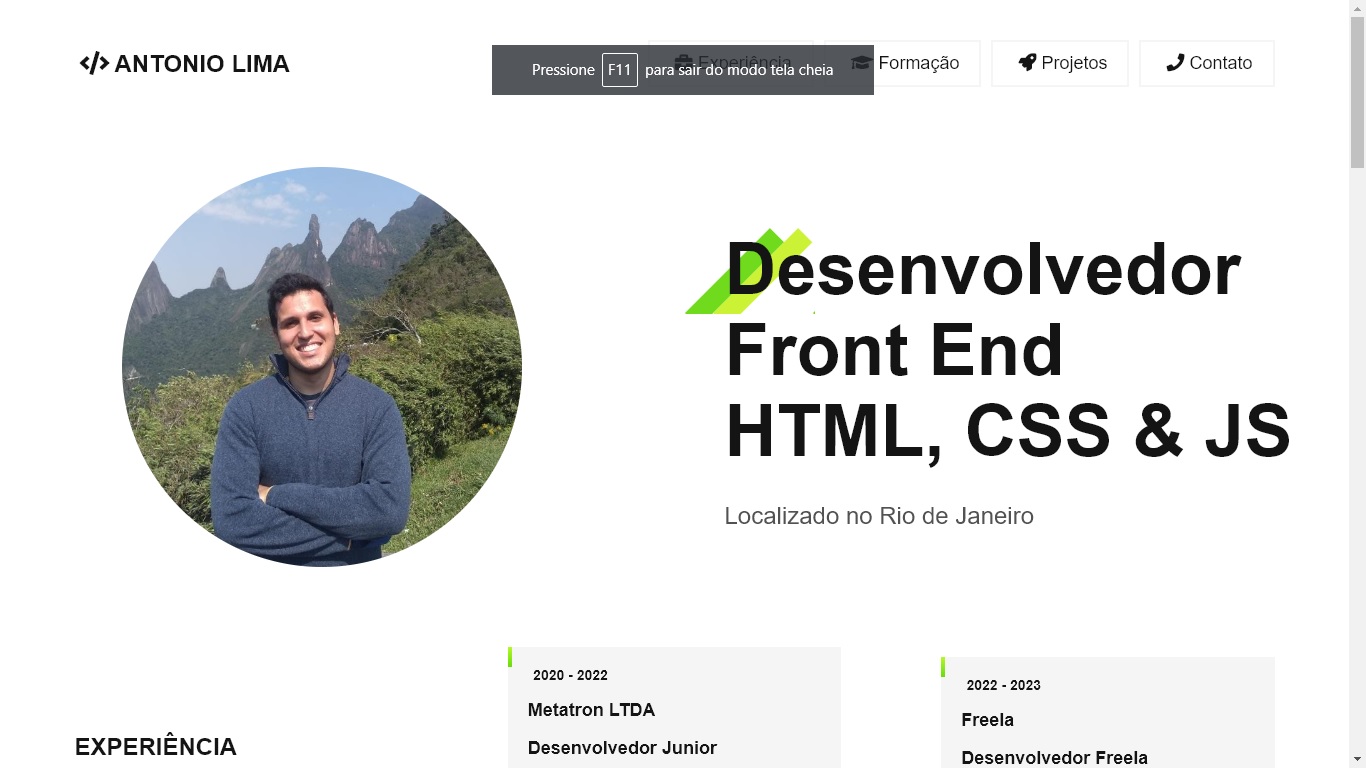 </> ANTONIO LIMA
Experiência
Formação
Projetos
Contato
Pressione F11 para sair do modo tela cheia
Desenvolvedor
Front End
HTML, CSS & JS
Localizado no Rio de Janeiro
EXPERIÊNCIA
2020 - 2022
Metatron LTDA
Desenvolvedor Junior
2022 - 2023
Freela
Desenvolvedor Freela